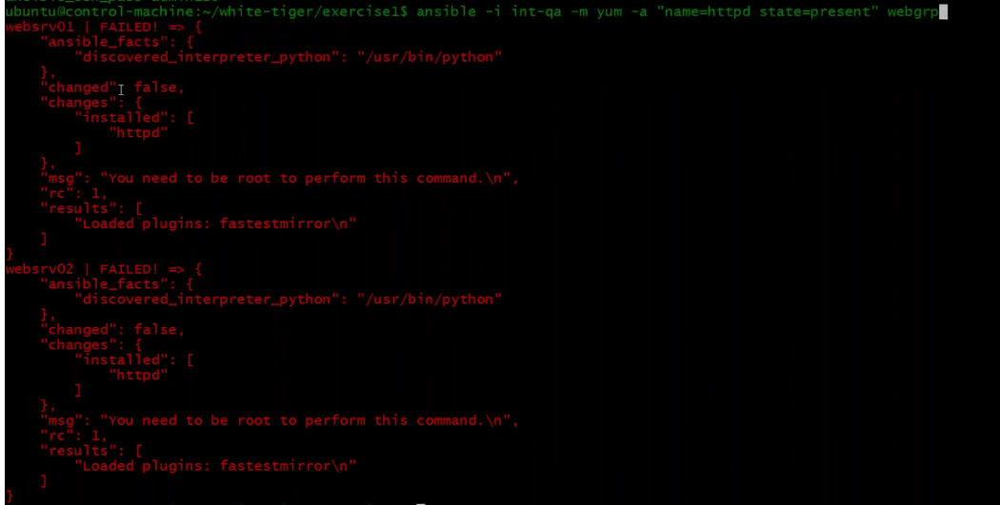 ubuntu@control-machine:~/white-tiger/exercise1$ ansible -i int-qa -m yum -a "name=httpd state=present" webgrp
websrv01 | FAILED! => {
    "ansible_facts": {
        "discovered_interpreter_python": "/usr/bin/python"
    },
    "changed": false,
    "changes": {
        "installed": [
            "httpd"
        ]
    },
    "msg": "You need to be root to perform this command.\n",
    "rc": 1,
    "results": [
        "Loaded plugins: fastestmirror\n"
    ]
}
websrv02 | FAILED! => {
    "ansible_facts": {
        "discovered_interpreter_python": "/usr/bin/python"
    },
    "changed": false,
    "changes": {
        "installed": [
            "httpd"
        ]
    },
    "msg": "You need to be root to perform this command.\n",
    "rc": 1,
    "results": [
        "Loaded plugins: fastestmirror\n"
    ]
}